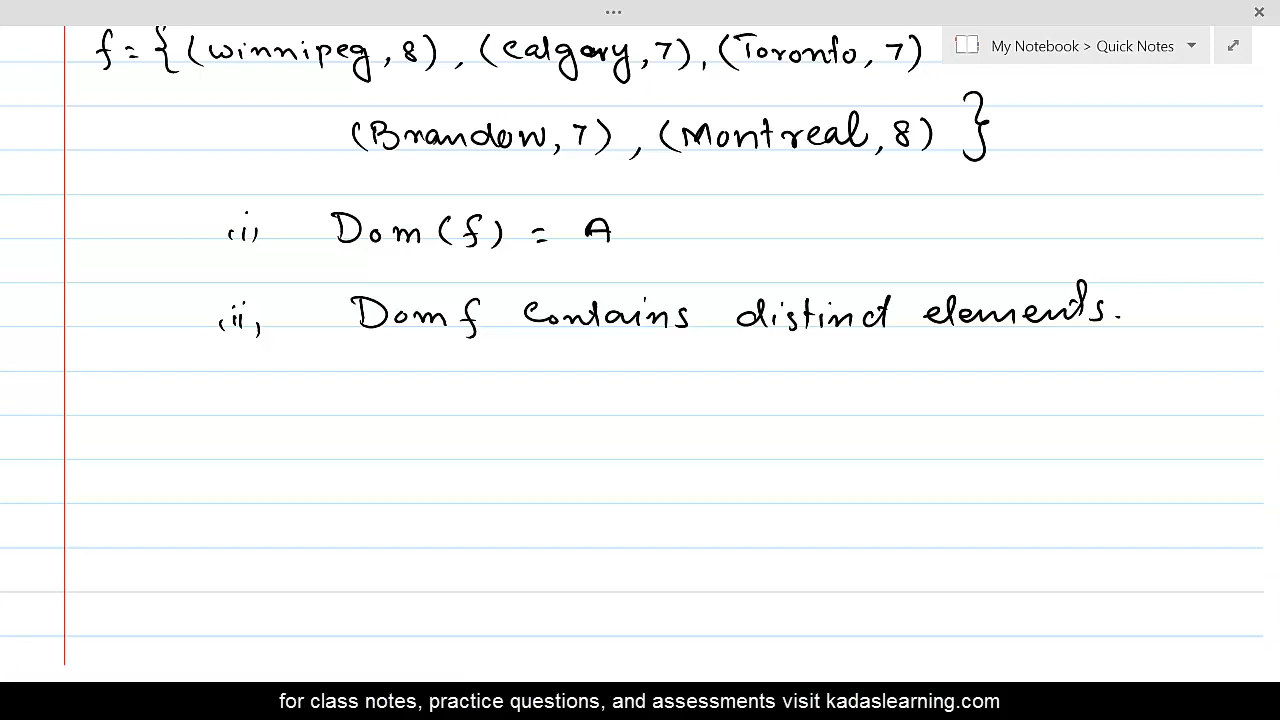 ...
×
My Notebook > Quick Notes
f = { (Winnipeg, 8), (Calgary, 7), (Toronto, 7)
(Brandon, 7), (Montreal, 8) }
(i) Dom (f) = A
(ii) Dom f contains distinct elements.
for class notes, practice questions, and assessments visit kadaslearning.com